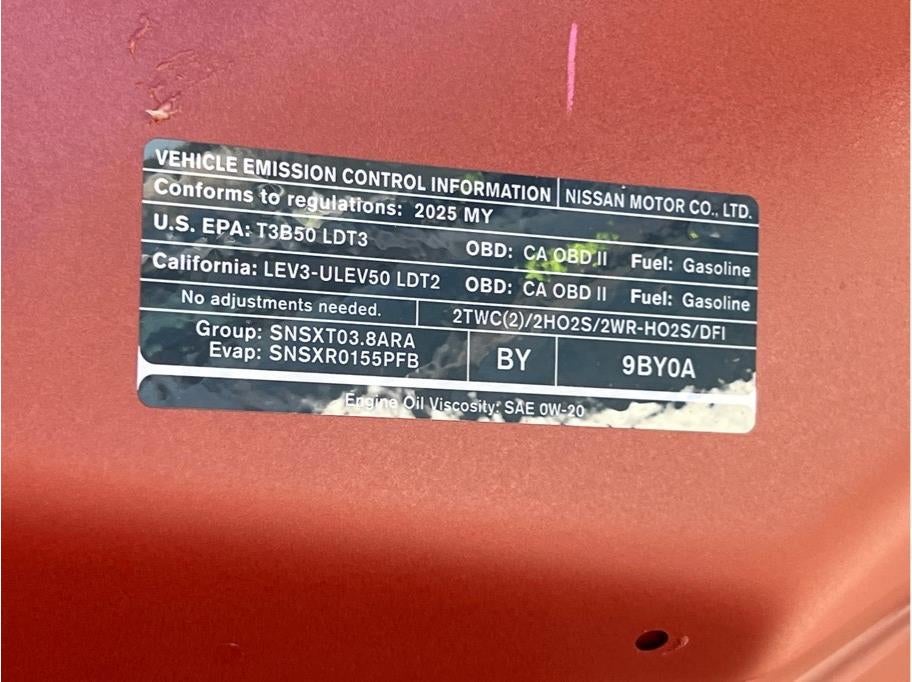 VEHICLE EMISSION CONTROL INFORMATION NISSAN MOTOR CO., LTD.
Conforms to regulations: 2025 MY
U.S. EPA: T3B50 LDT3 OBD: CA OBD II Fuel: Gasoline
California: LEV3-ULEV50 LDT2 OBD: CA OBD II Fuel: Gasoline
No adjustments needed. 2TWC(2)/2HO2S/2WR-HO2S/DFI
Group: SNSXT03.8ARA
Evap: SNSXR0155PFB
BY 9BY0A
Engine Oil Viscosity: SAE 0W-20